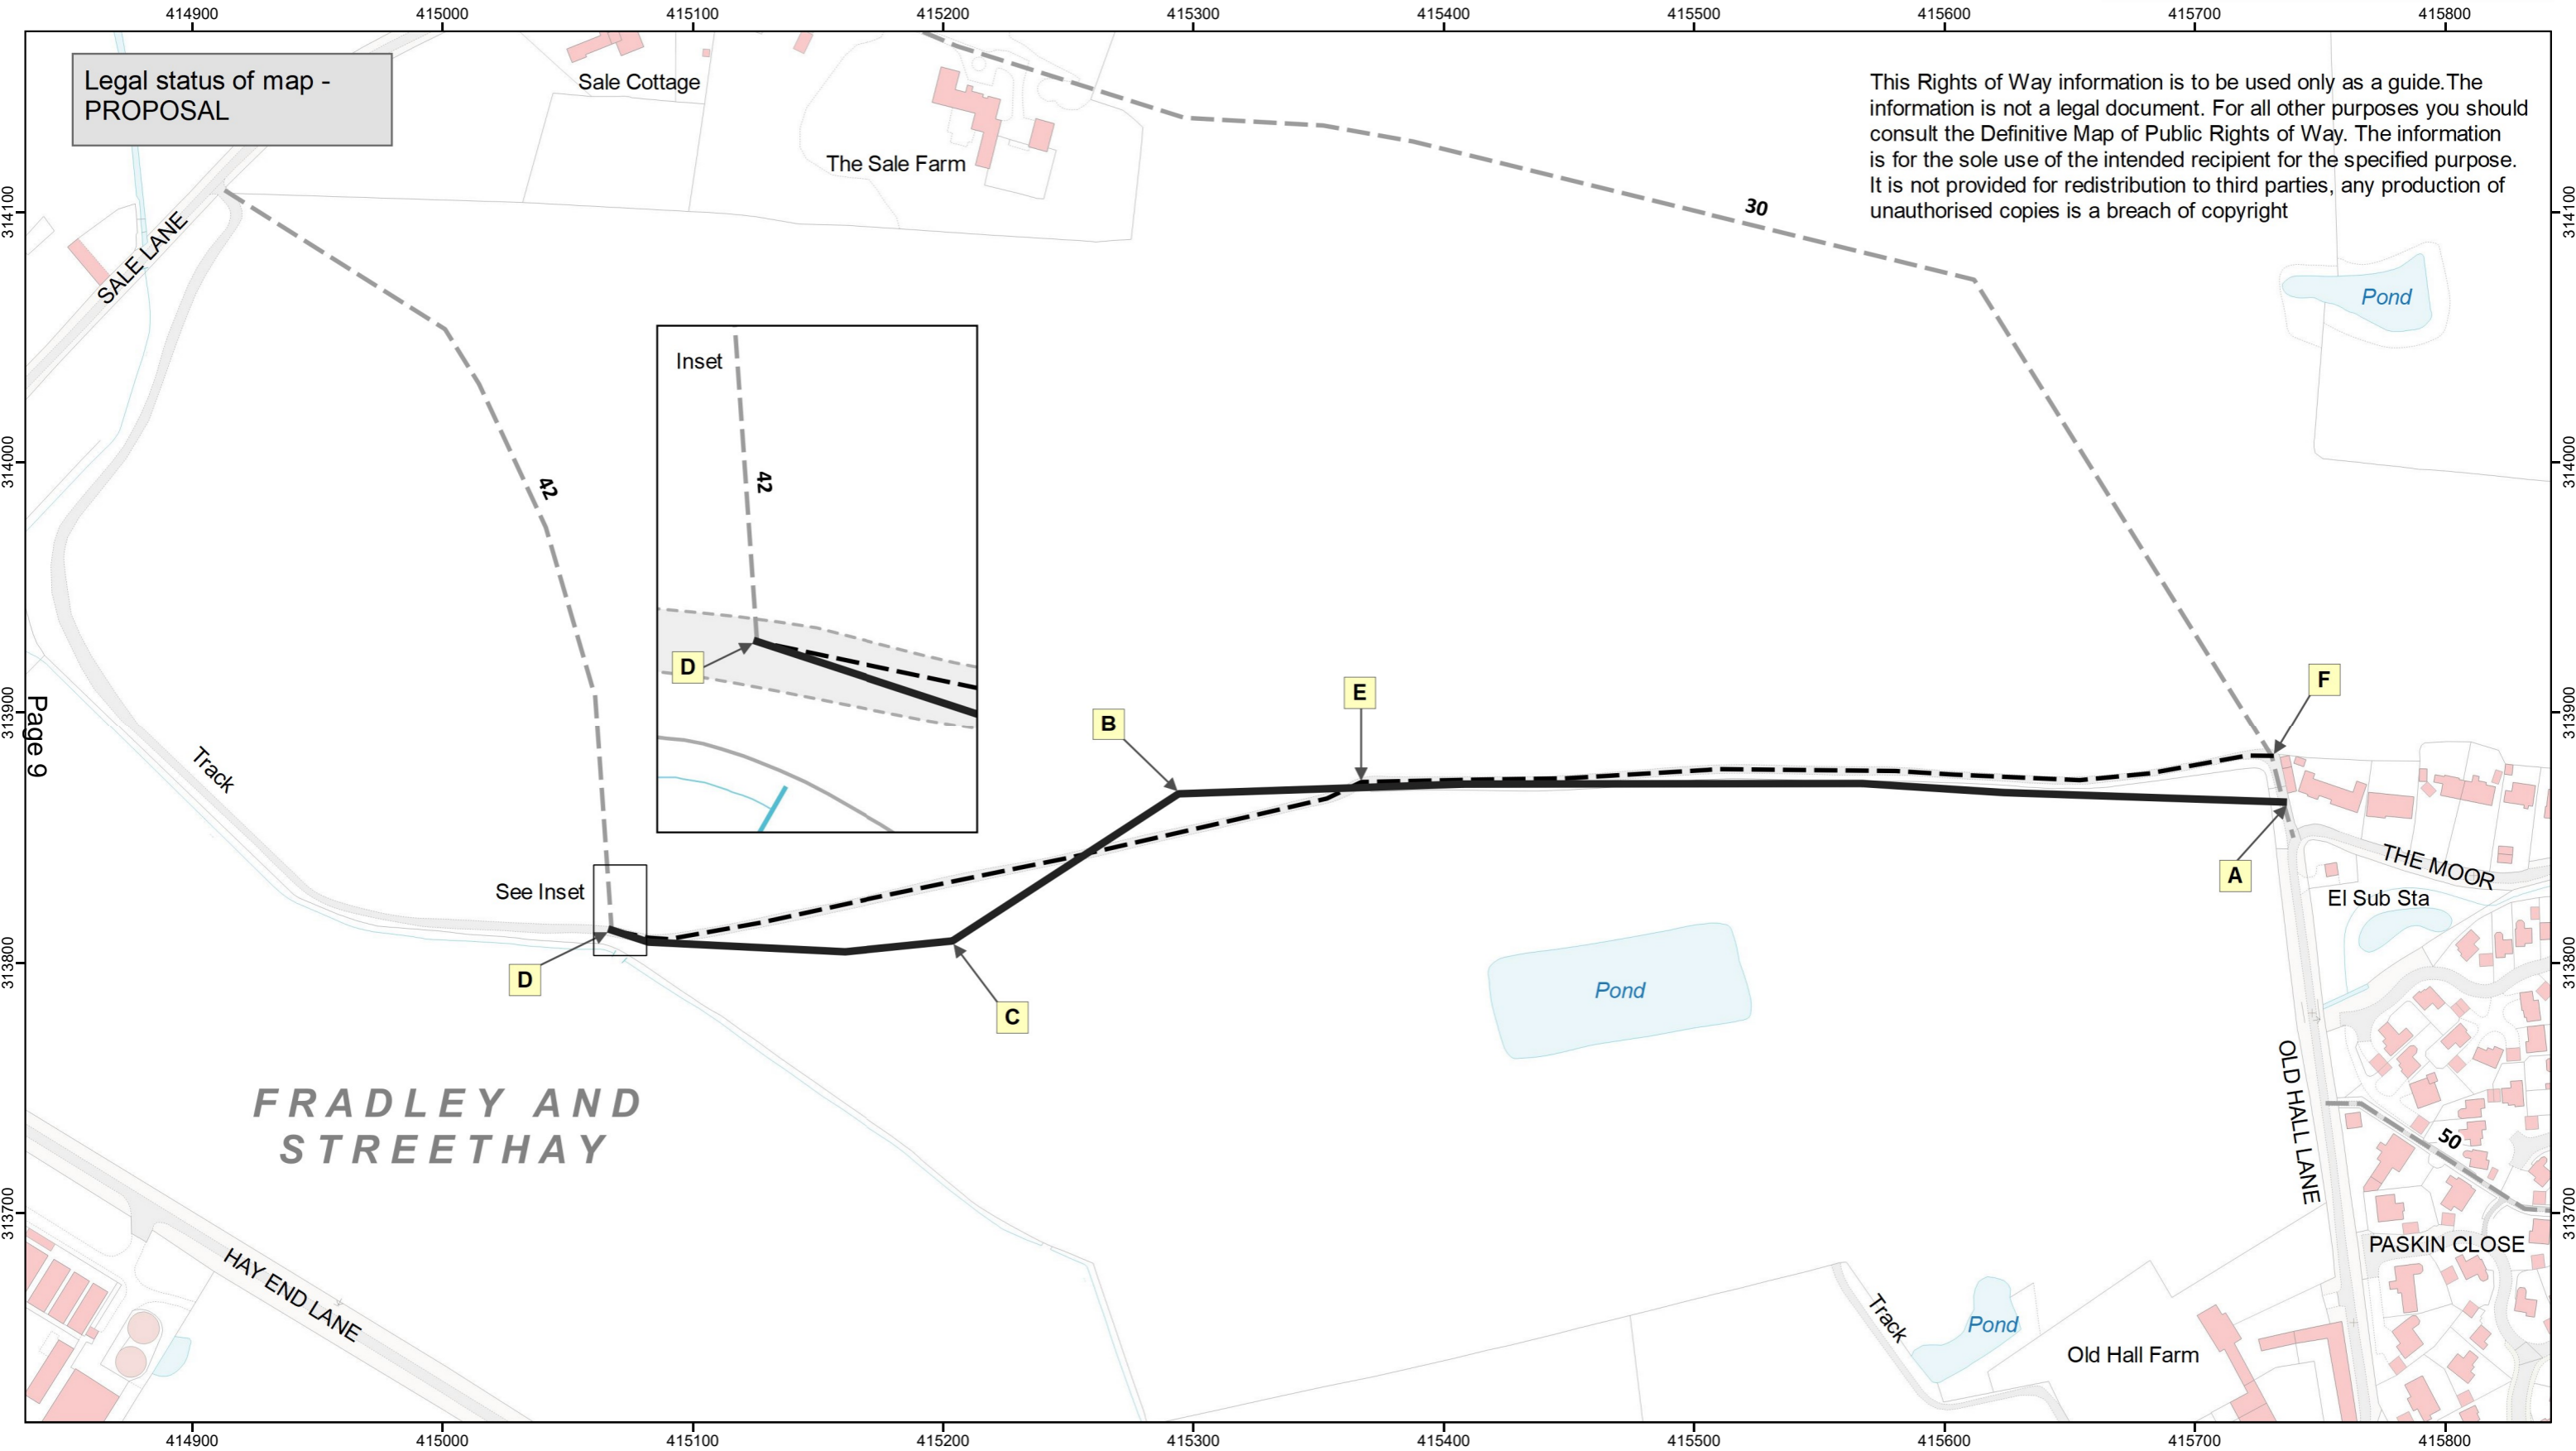 414900 415000 415100 415200 415300 415400 415500 415600 415700 415800
Legal status of map -
PROPOSAL
Sale Cottage
The Sale Farm
This Rights of Way information is to be used only as a guide.The
information is not a legal document. For all other purposes you should
consult the Definitive Map of Public Rights of Way. The information
is for the sole use of the intended recipient for the specified purpose.
It is not provided for redistribution to third parties, any production of
unauthorised copies is a breach of copyright
314100
314100
SALE LANE
30
Pond
Inset
42
D
42
314000
314000
313900
313900
Page 9
Track
E
B
F
A
THE MOOR
El Sub Sta
See Inset
D
C
313800
313800
Pond
OLD HALL LANE
FRADLEY AND
STREETHAY
50
313700
313700
PASKIN CLOSE
HAY END LANE
Track
Pond
Old Hall Farm
414900 415000 415100 415200 415300 415400 415500 415600 415700 415800